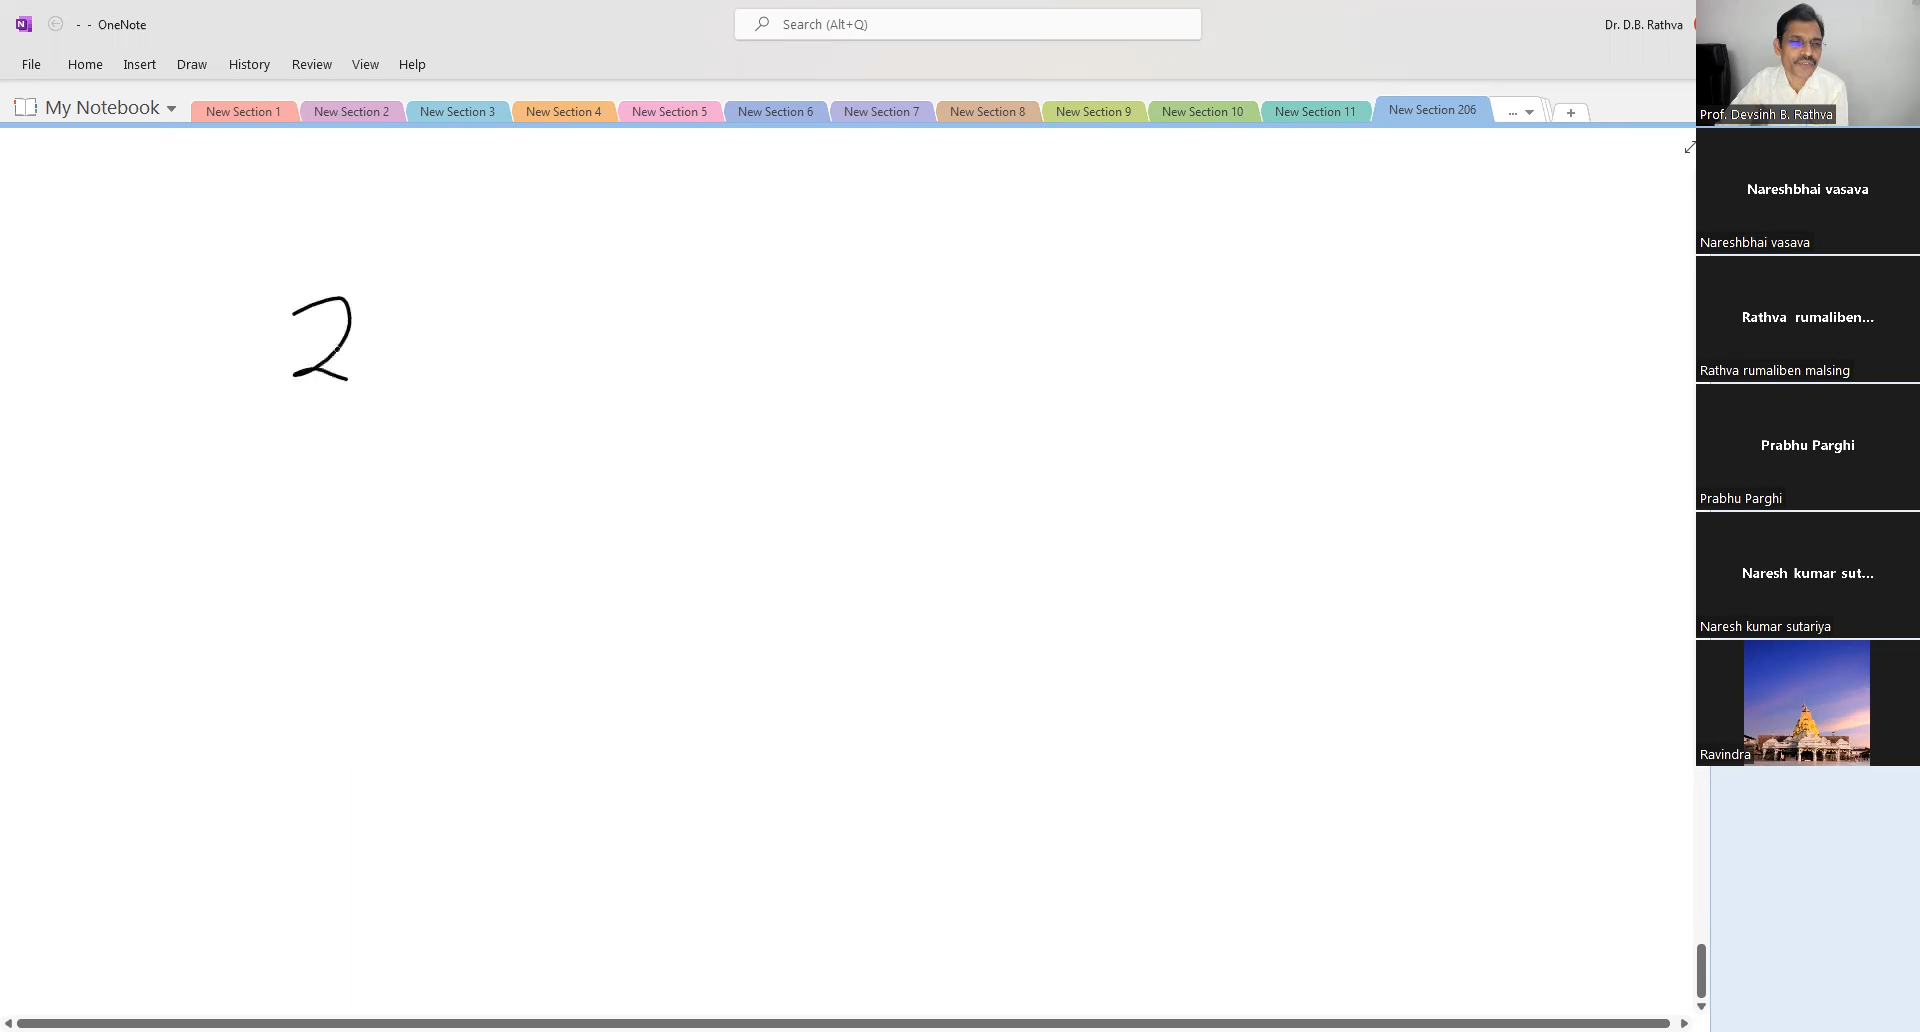 - - OneNote
Search (Alt+Q)
Dr. D.B. Rathva
File Home Insert Draw History Review View Help
My Notebook
New Section 1 New Section 2 New Section 3 New Section 4 New Section 5 New Section 6 New Section 7 New Section 8 New Section 9 New Section 10 New Section 11 New Section 206 ... +
2
Prof. Devsinh B. Rathva
Nareshbhai vasava
Nareshbhai vasava
Rathva rumaliben...
Rathva rumaliben malsing
Prabhu Parghi
Prabhu Parghi
Naresh kumar sut...
Naresh kumar sutariya
Ravindra